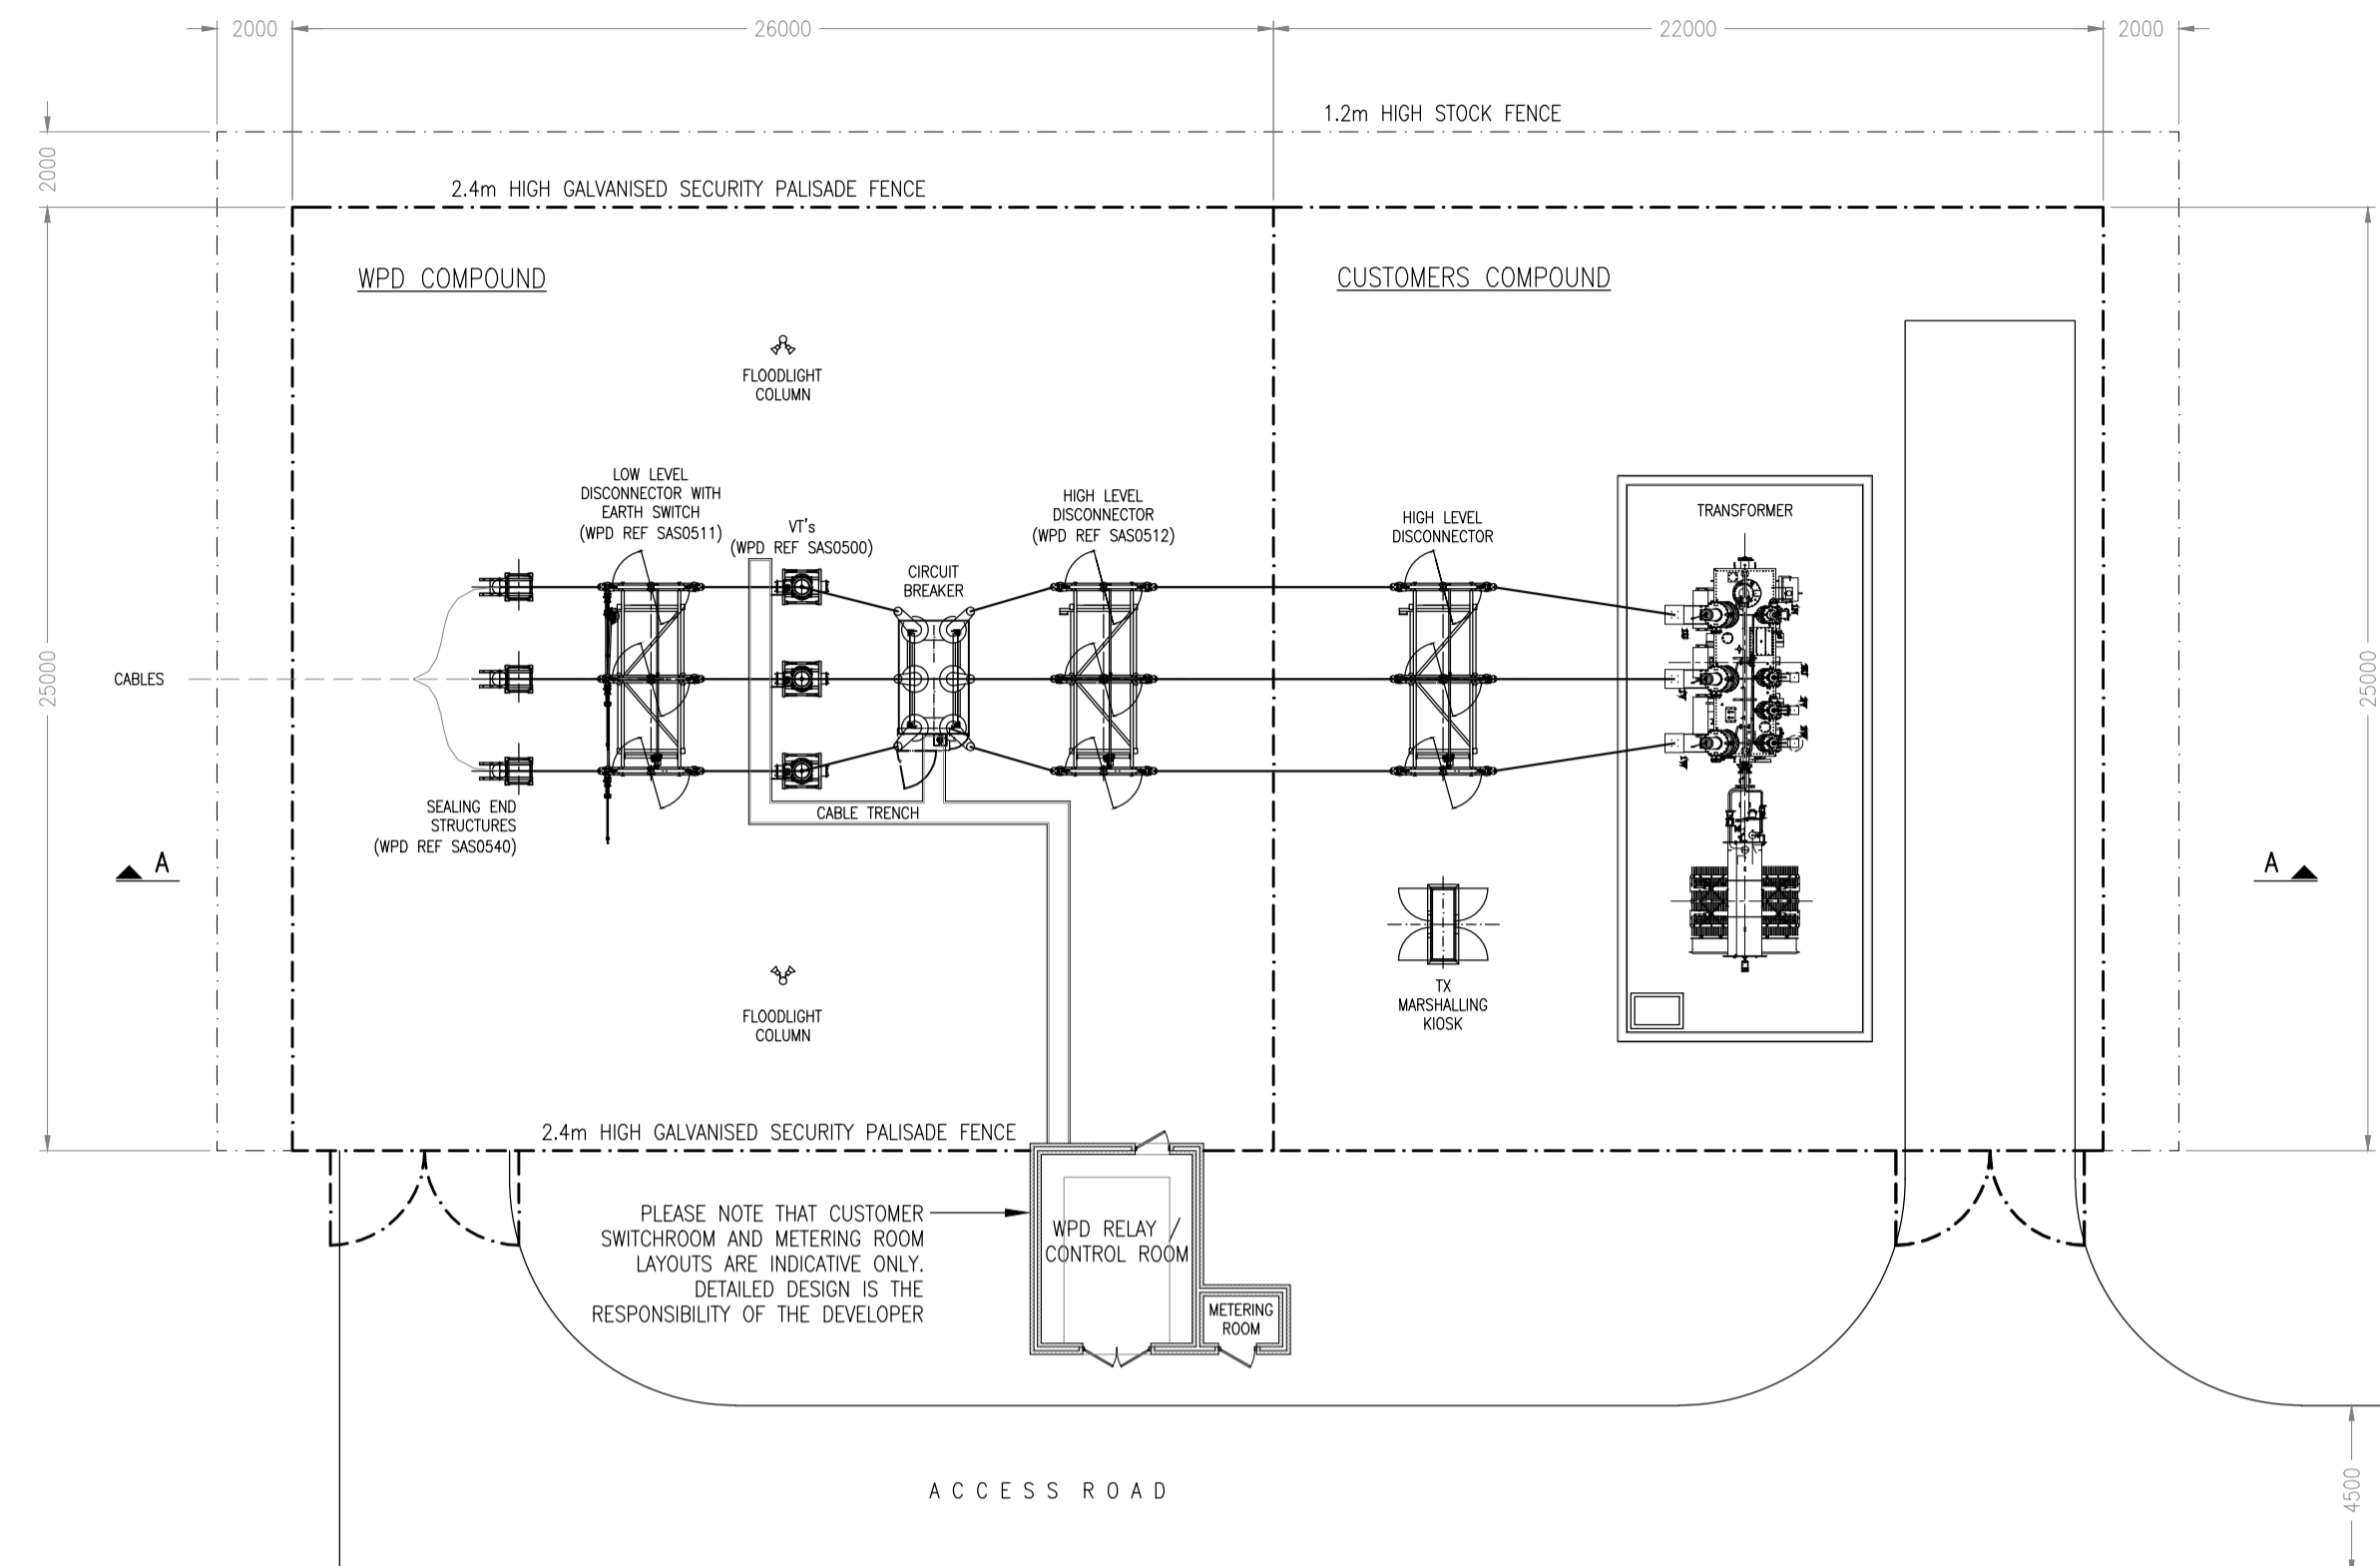 2000
26000
22000
2000
1.2m HIGH STOCK FENCE
2000
2.4m HIGH GALVANISED SECURITY PALISADE FENCE
WPD COMPOUND
CUSTOMERS COMPOUND
FLOODLIGHT
COLUMN
LOW LEVEL
DISCONNECTOR WITH
EARTH SWITCH
(WPD REF SAS0511)
VT's
(WPD REF SAS0500)
CIRCUIT
BREAKER
HIGH LEVEL
DISCONNECTOR
(WPD REF SAS0512)
HIGH LEVEL
DISCONNECTOR
TRANSFORMER
25000
CABLES
25000
SEALING END
STRUCTURES
(WPD REF SAS0540)
CABLE TRENCH
A
A
FLOODLIGHT
COLUMN
TX
MARSHALLING
KIOSK
2.4m HIGH GALVANISED SECURITY PALISADE FENCE
PLEASE NOTE THAT CUSTOMER
SWITCHROOM AND METERING ROOM
LAYOUTS ARE INDICATIVE ONLY.
DETAILED DESIGN IS THE
RESPONSIBILITY OF THE DEVELOPER
WPD RELAY /
CONTROL ROOM
METERING
ROOM
ACCESS ROAD
4500